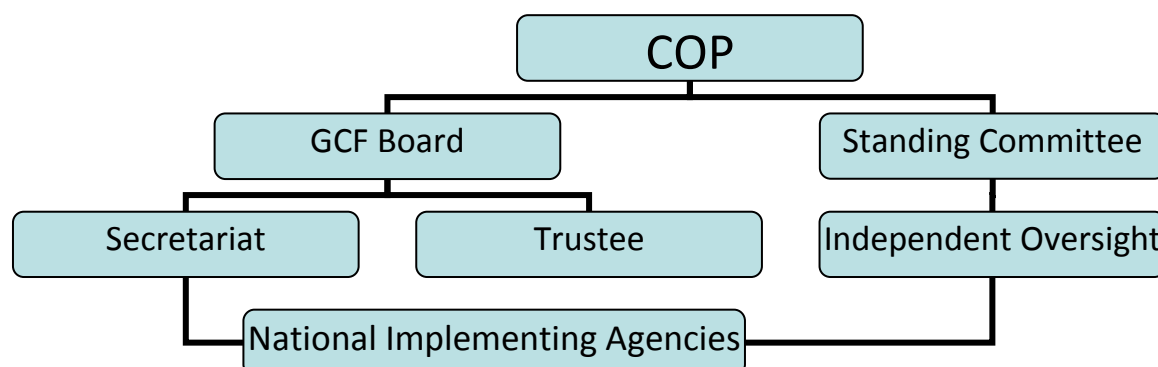 COP
GCF Board
Standing Committee
Secretariat
Trustee
Independent Oversight
National Implementing Agencies